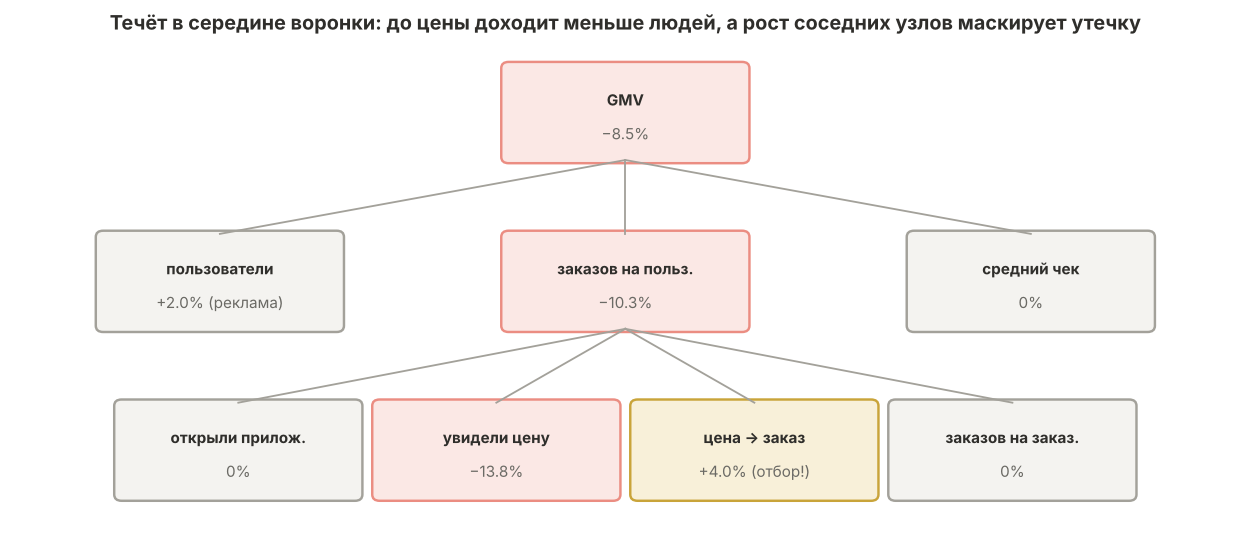 Течёт в середине воронки: до цены доходит меньше людей, а рост соседних узлов маскирует утечку
GMV
−8.5%
пользователи
+2.0% (реклама)
заказов на польз.
−10.3%
средний чек
0%
открыли прилож.
0%
увидели цену
−13.8%
цена → заказ
+4.0% (отбор!)
заказов на заказ.
0%